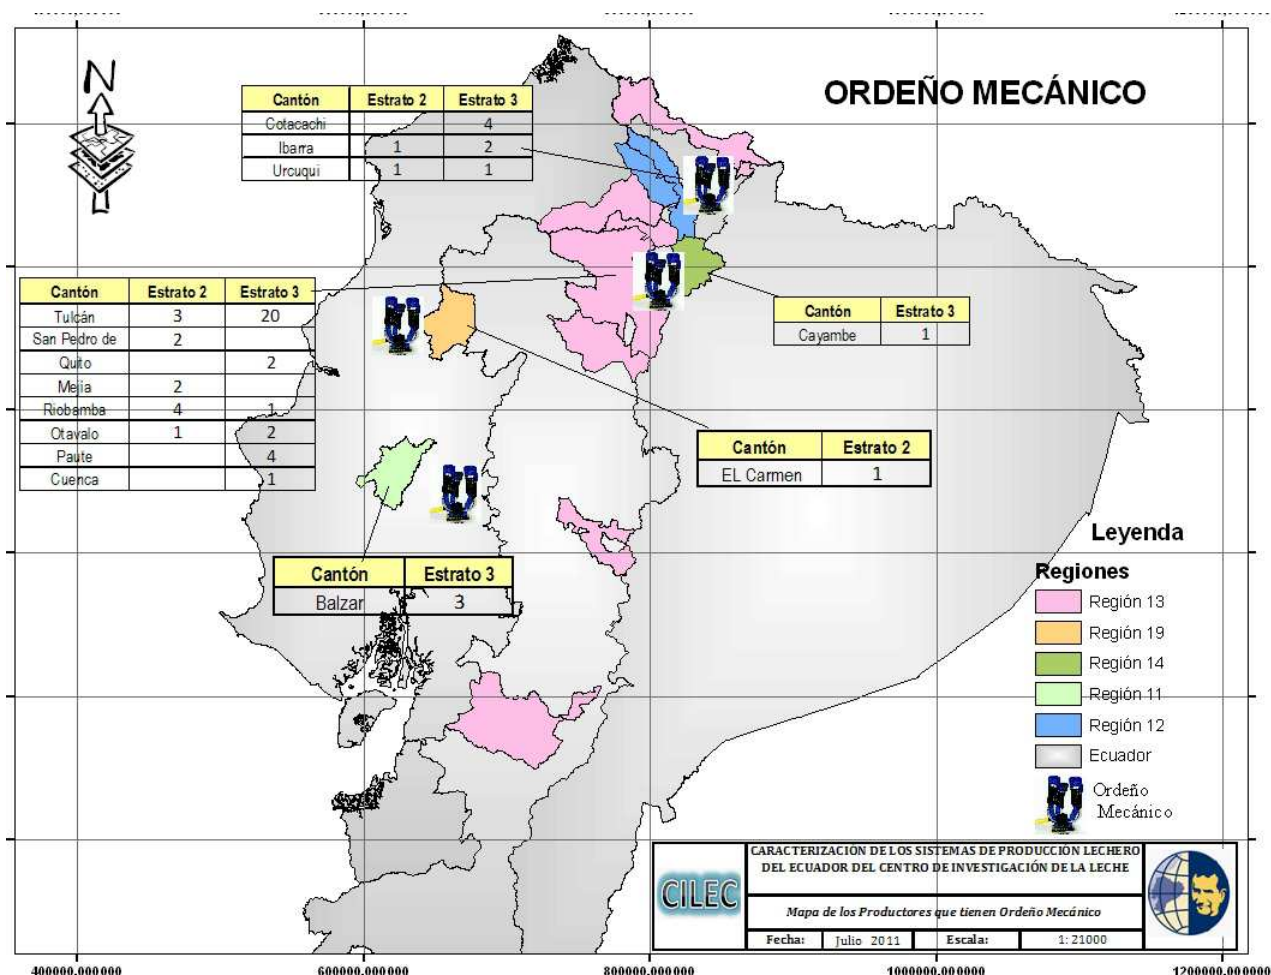 ORDEÑO MECÁNICO
N
Cantón Estrato 2 Estrato 3
Cotacachi 4
Ibarra 1 2
Urcuqui 1 1
Cantón Estrato 2 Estrato 3
Tulcán 3 20
San Pedro de 2
Quito 2
Mejia 2
Riobamba 4 1
Otavalo 1 2
Paute 4
Cuenca 1
Cantón Estrato 3
Cayambe 1
Cantón Estrato 2
EL Carmen 1
Cantón Estrato 3
Balzar 3
Leyenda
Regiones
Región 13
Región 19
Región 14
Región 11
Región 12
Ecuador
Ordeño
Mecánico
CILEC
CARACTERIZACIÓN DE LOS SISTEMAS DE PRODUCCIÓN LECHERO
DEL ECUADOR DEL CENTRO DE INVESTIGACIÓN DE LA LECHE
Mapa de los Productores que tienen Ordeño Mecánico
Fecha: Julio 2011 Escala: 1: 21000
400000,000000 600000,000000 800000,000000 1000000,000000 1200000,000000